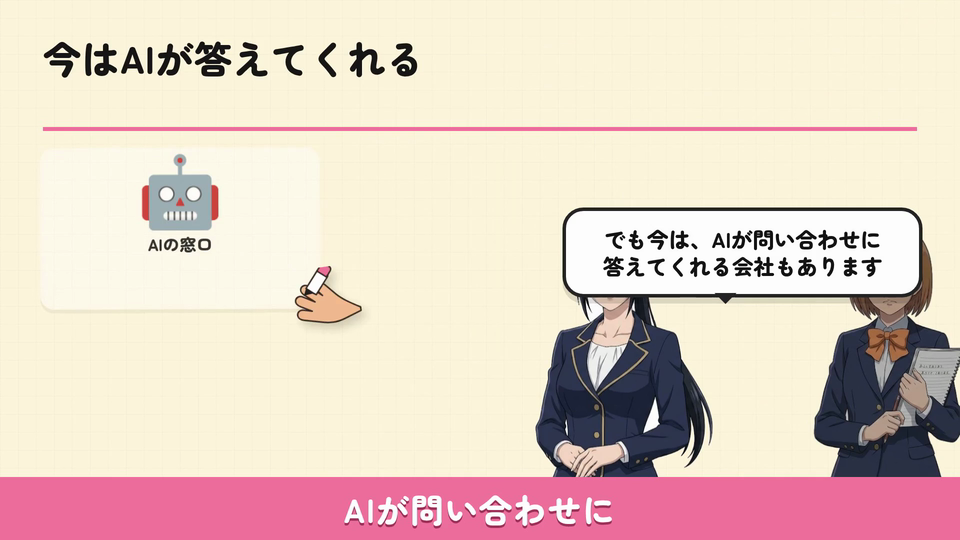 今はAIが答えてくれる
AIの窓口
でも今は、AIが問い合わせに
答えてくれる会社もあります
AIが問い合わせに